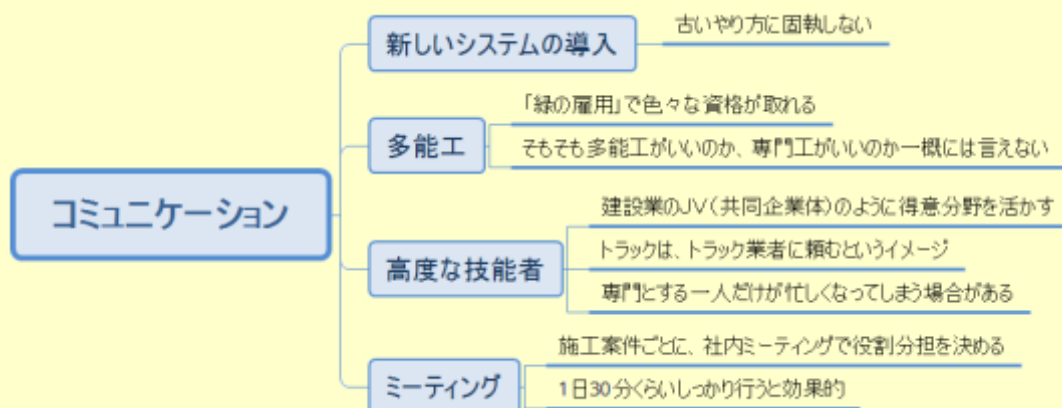 コミュニケーション
新しいシステムの導入
古いやり方に固執しない
多能工
「緑の雇用」で色々な資格が取れる
そもそも多能工がいいのか、専門工がいいのか一概には言えない
高度な技能者
建設業のJV(共同企業体)のように得意分野を活かす
トラックは、トラック業者に頼むというイメージ
専門とする一人だけが忙しくなってしまう場合がある
ミーティング
施工案件ごとに、社内ミーティングで役割分担を決める
1日30分くらいしっかり行うと効果的